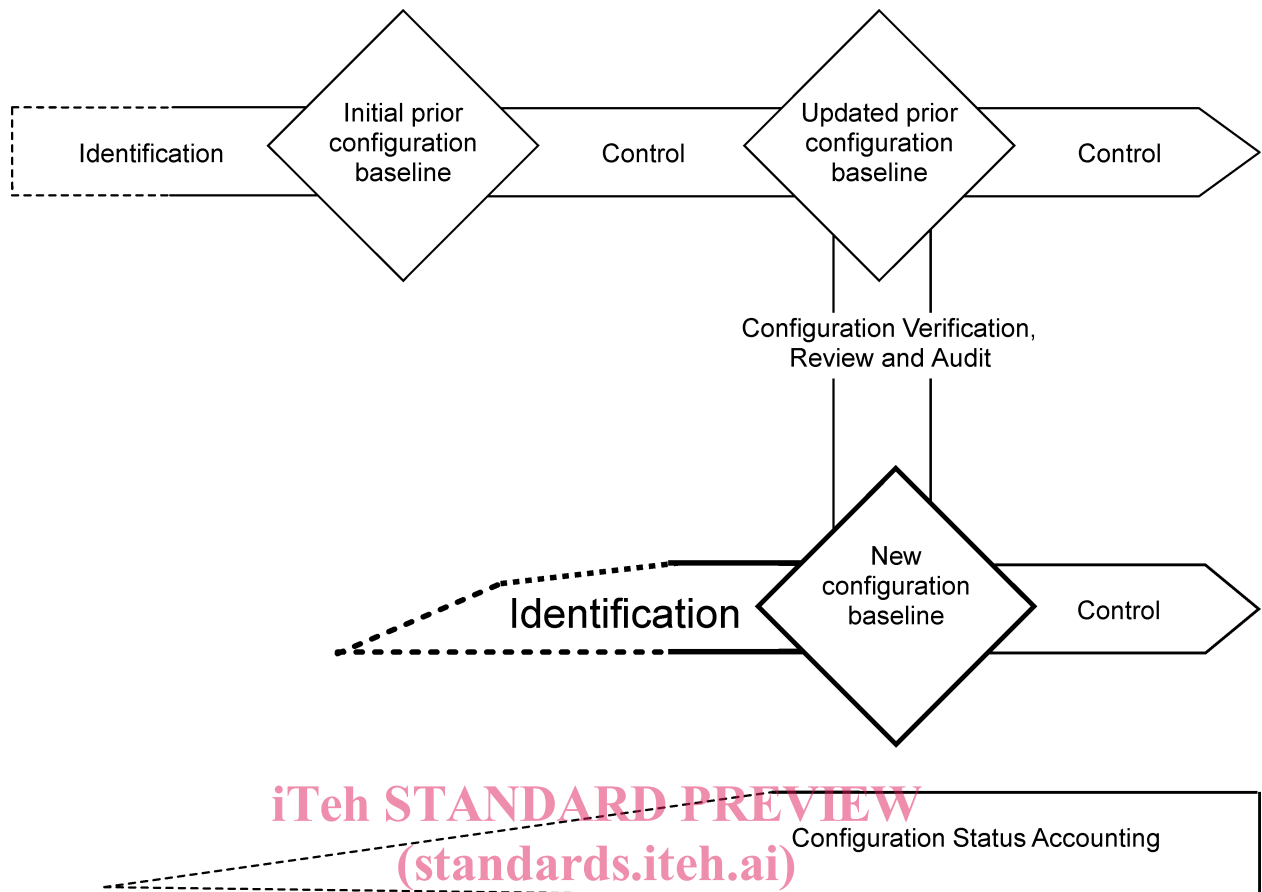 Identification
Initial prior
configuration
baseline
Control
Updated prior
configuration
baseline
Control
Configuration Verification,
Review and Audit
Identification
New
configuration
baseline
Control
iTeh STANDARD PREVIEW
Configuration Status Accounting
(standards.iteh.ai)